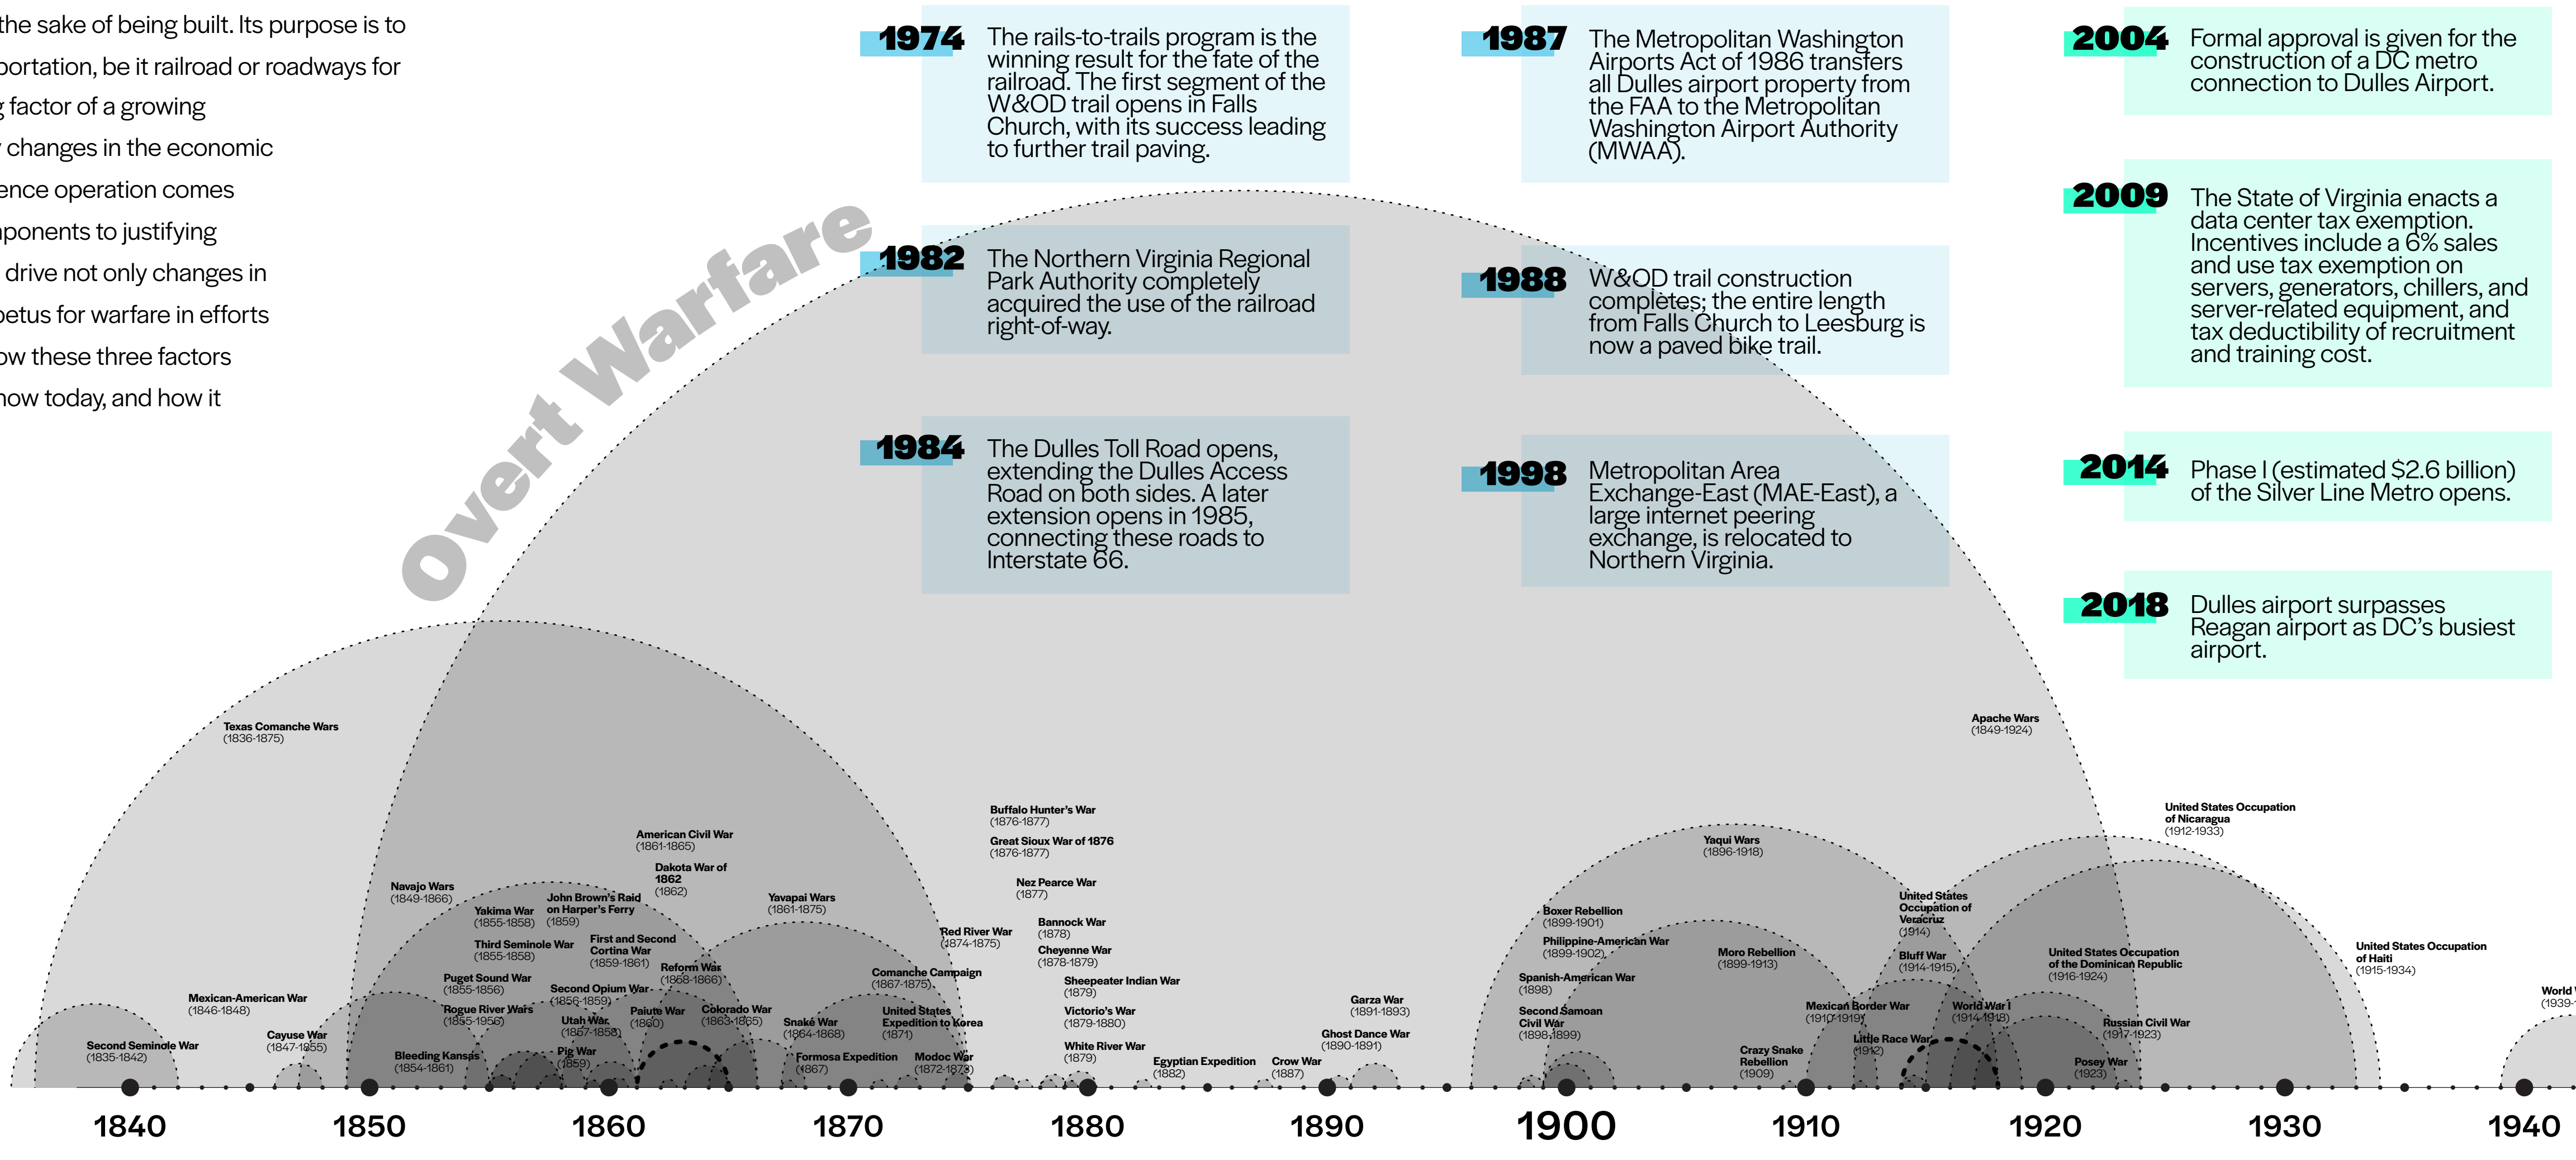 the sake of being built. Its purpose is to
portation, be it railroad or roadways for
g factor of a growing
changes in the economic
ence operation comes
ponents to justifying
drive not only changes in
petus for warfare in efforts
ow these three factors
now today, and how it
1974
The rails-to-trails program is the
winning result for the fate of the
railroad. The first segment of the
W&OD trail opens in Falls
Church, with its success leading
to further trail paving.
1982
The Northern Virginia Regional
Park Authority completely
acquired the use of the railroad
right-of-way.
1984
The Dulles Toll Road opens,
extending the Dulles Access
Road on both sides. A later
extension opens in 1985,
connecting these roads to
Interstate 66.
1987
The Metropolitan Washington
Airports Act of 1986 transfers
all Dulles airport property from
the FAA to the Metropolitan
Washington Airport Authority
(MWAA).
1988
W&OD trail construction
completes; the entire length
from Falls Church to Leesburg is
now a paved bike trail.
1998
Metropolitan Area
Exchange-East (MAE-East), a
large internet peering
exchange, is relocated to
Northern Virginia.
2004
Formal approval is given for the
construction of a DC metro
connection to Dulles Airport.
2009
The State of Virginia enacts a
data center tax exemption.
Incentives include a 6% sales
and use tax exemption on
servers, generators, chillers, and
server-related equipment, and
tax deductibility of recruitment
and training cost.
2014
Phase I (estimated $2.6 billion)
of the Silver Line Metro opens.
2018
Dulles airport surpasses
Reagan airport as DC's busiest
airport.
Overt Warfare
Texas Comanche Wars
(1836-1875)
Second Seminole War
(1835-1842)
Mexican-American War
(1846-1848)
Cayuse War
(1847-1855)
Navajo Wars
(1849-1866)
Bleeding Kansas
(1854-1861)
Yakima War
(1855-1858)
Third Seminole War
(1855-1858)
Puget Sound War
(1855-1856)
Rogue River Wars
(1855-1956)
John Brown's Raid
on Harper's Ferry
(1859)
First and Second
Cortina War
(1859-1861)
Second Opium War
(1856-1859)
Utah War
(1857-1858)
Pig War
(1859)
American Civil War
(1861-1865)
Dakota War of
1862
(1862)
Reform War
(1858-1866)
Paiute War
(1860)
Colorado War
(1863-1865)
Yavapai Wars
(1861-1875)
Snake War
(1864-1868)
Formosa Expedition
(1867)
Comanche Campaign
(1867-1875)
United States
Expedition to Korea
(1871)
Modoc War
(1872-1873)
Red River War
(1874-1875)
Buffalo Hunter's War
(1876-1877)
Great Sioux War of 1876
(1876-1877)
Nez Pearce War
(1877)
Bannock War
(1878)
Cheyenne War
(1878-1879)
Sheepeater Indian War
(1879)
Victorio's War
(1879-1880)
White River War
(1879)
Egyptian Expedition
(1882)
Crow War
(1887)
Garza War
(1891-1893)
Ghost Dance War
(1890-1891)
Boxer Rebellion
(1899-1901)
Philippine-American War
(1899-1902)
Spanish-American War
(1898)
Second Samoan
Civil War
(1898-1899)
Yaqui Wars
(1896-1918)
Moro Rebellion
(1899-1913)
Crazy Snake
Rebellion
(1909)
Mexican Border War
(1910-1919)
Little Race War
(1912)
United States
Occupation of
Veracruz
(1914)
Bluff War
(1914-1915)
World War I
(1914-1918)
Apache Wars
(1849-1924)
United States Occupation
of Nicaragua
(1912-1933)
United States Occupation
of the Dominican Republic
(1916-1924)
Russian Civil War
(1917-1923)
Posey War
(1923)
United States Occupation
of Haiti
(1915-1934)
World
(1939-
1840
1850
1860
1870
1880
1890
1900
1910
1920
1930
1940